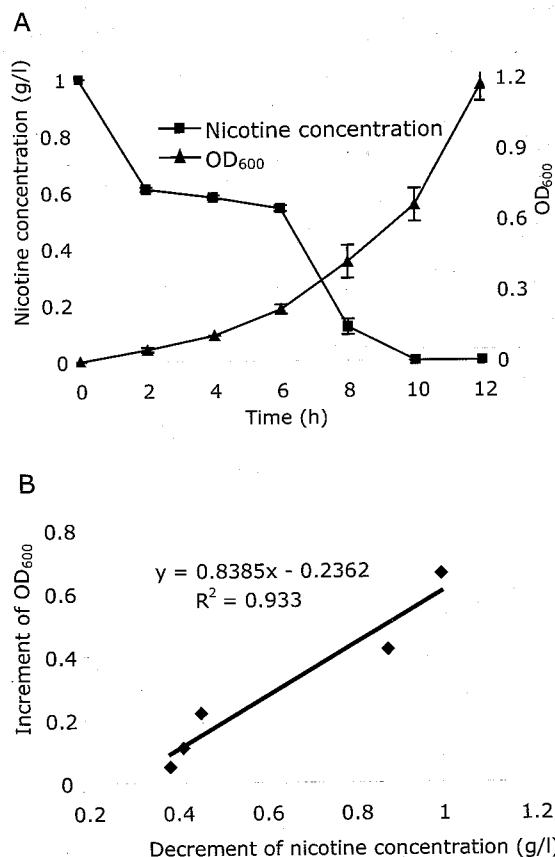 A
Nicotine concentration (g/l)
1
0.8
0.6
0.4
0.2
0
Nicotine concentration
OD600
1.2
0.9
0.6
0.3
0
OD600
0 2 4 6 8 10 12
Time (h)
B
Increment of OD600
0.8
0.6
0.4
0.2
0
y = 0.8385x - 0.2362
R² = 0.933
0.2 0.4 0.6 0.8 1 1.2
Decrement of nicotine concentration (g/l)